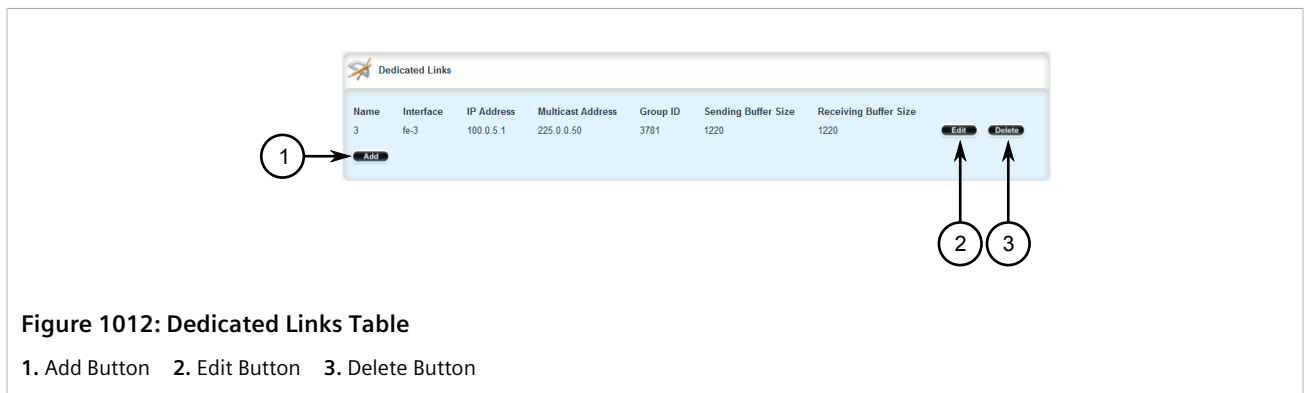 Dedicated Links
Name Interface IP Address Multicast Address Group ID Sending Buffer Size Receiving Buffer Size
3 fe-3 100.0.5.1 225.0.0.50 3781 1220 1220 Edit Delete
1 Add
2 3
Figure 1012: Dedicated Links Table
1. Add Button 2. Edit Button 3. Delete Button